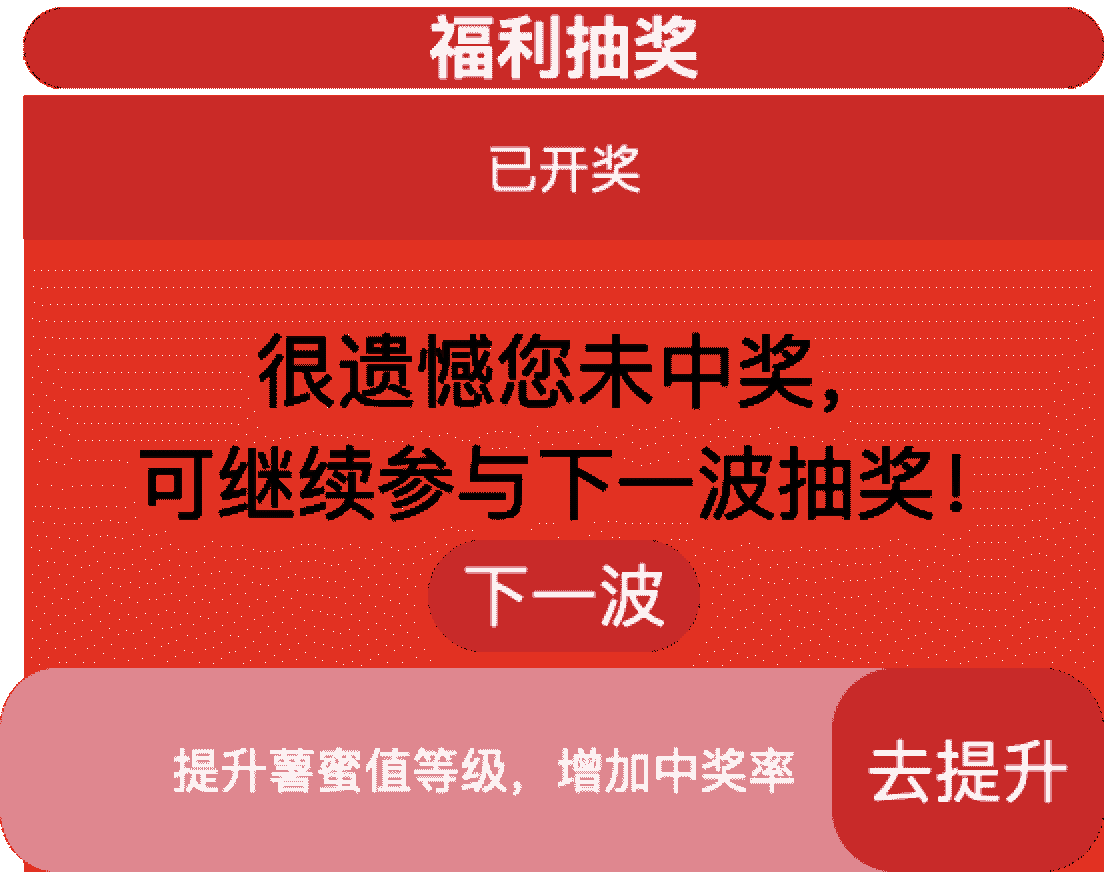 福利抽奖
已开奖
很遗憾您未中奖,
可继续参与下一波抽奖!
下一波
提升薯蜜值等级，增加中奖率
去提升